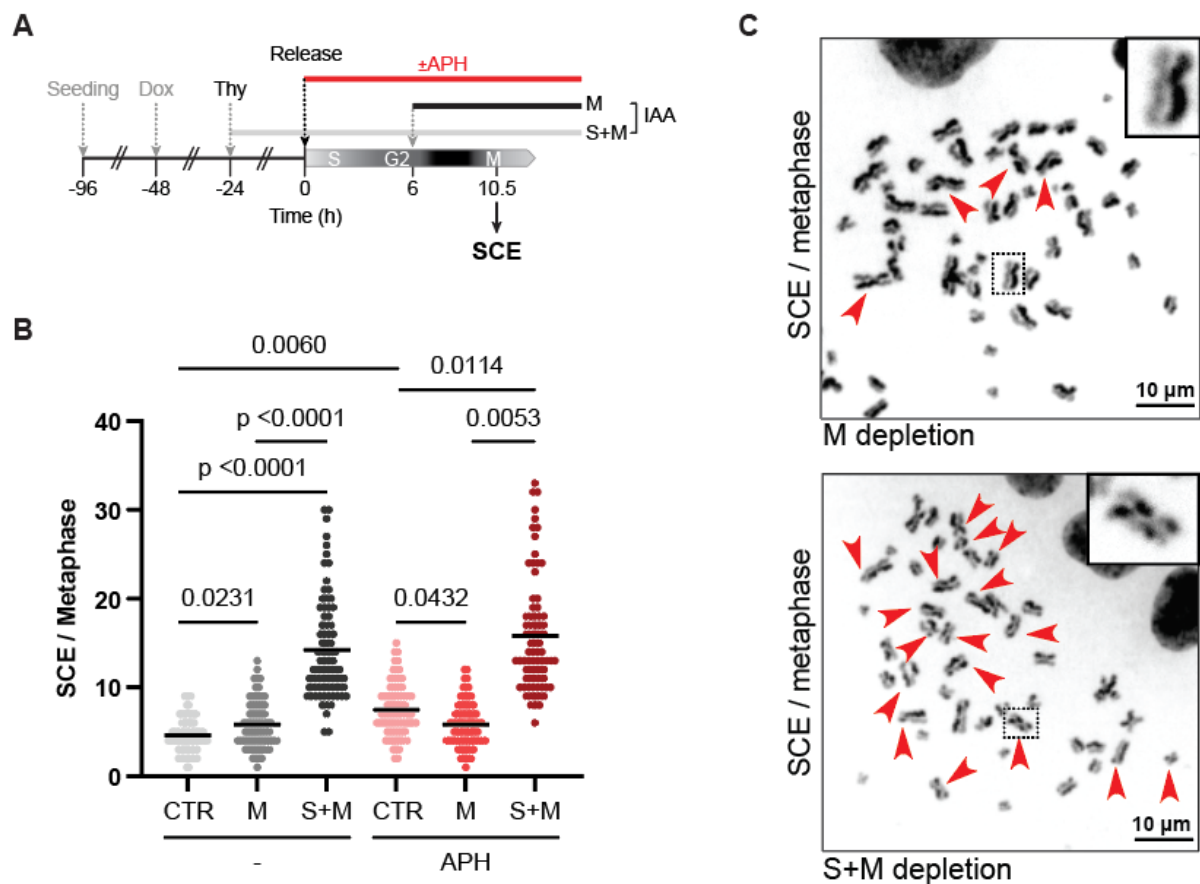 A
Release
±APH
Seeding
Dox
Thy
M
S+M
IAA
S
G2
M
-96
-48
-24
0
6
10.5
Time (h)
SCE
B
0.0060
0.0114
p <0.0001
0.0053
p <0.0001
0.0231
0.0432
SCE / Metaphase
40
30
20
10
0
CTR
M
S+M
CTR
M
S+M
-
APH
C
SCE / metaphase
10 µm
M depletion
SCE / metaphase
10 µm
S+M depletion